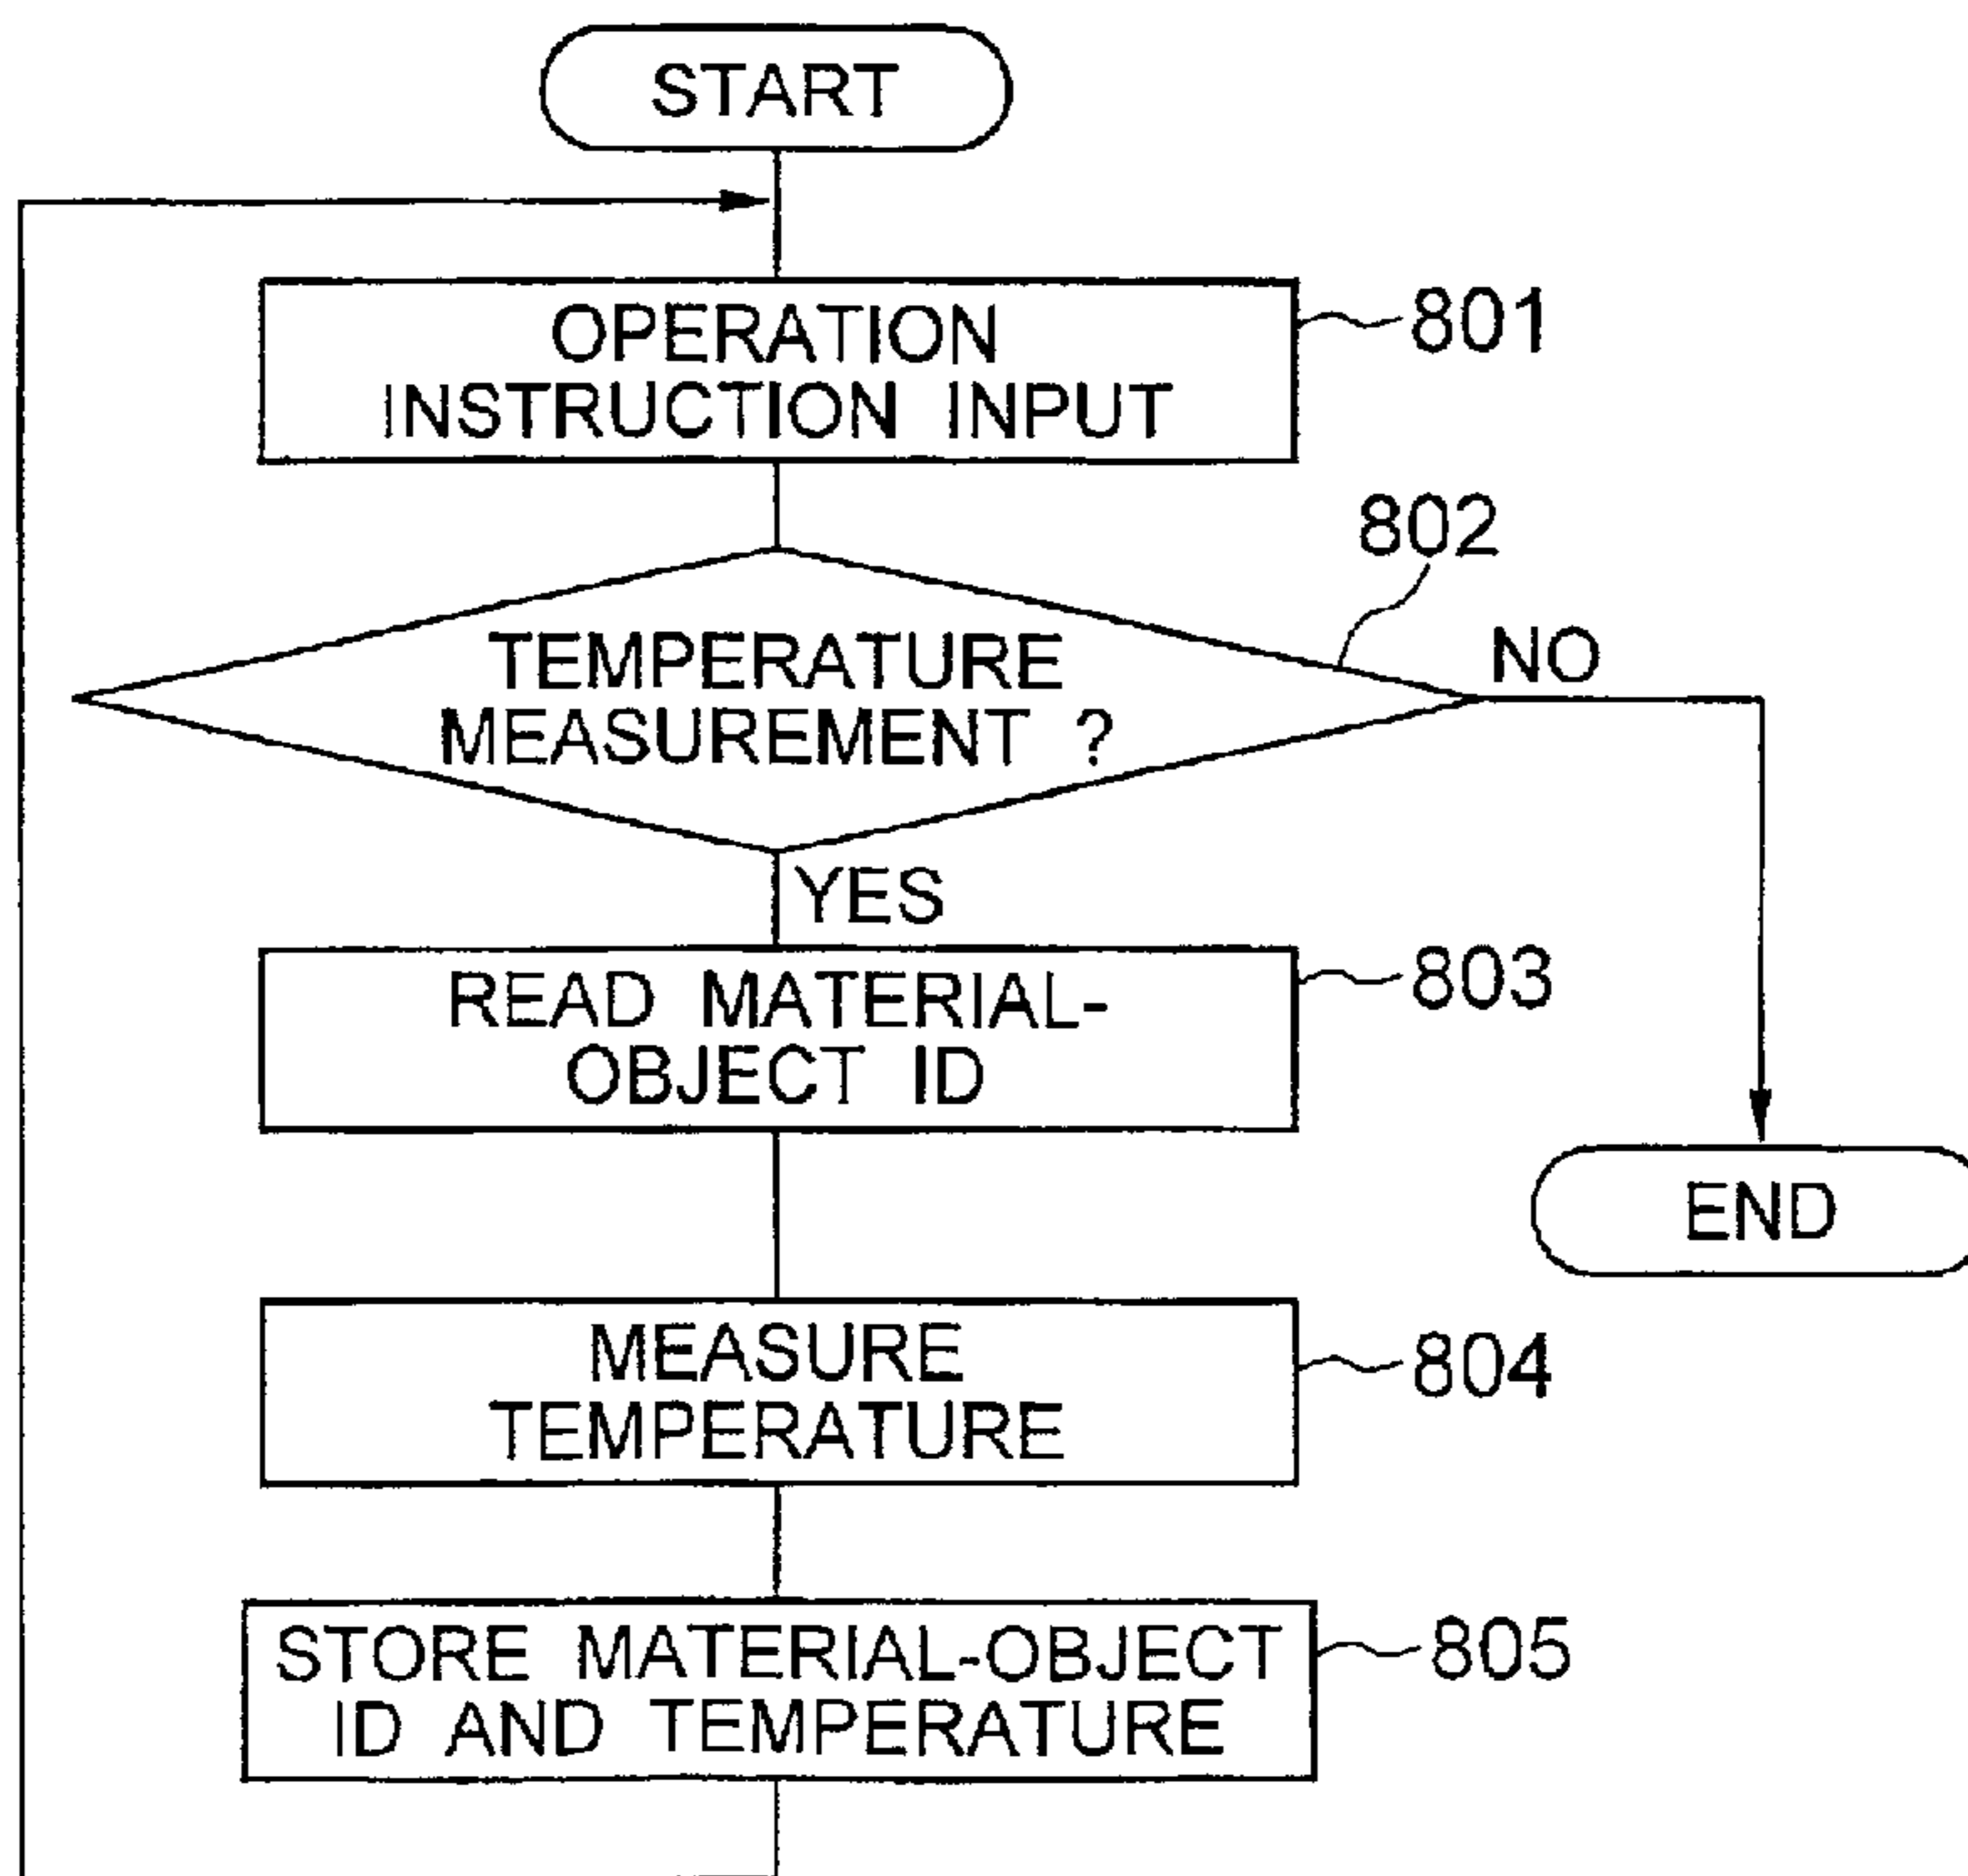 START
OPERATION
INSTRUCTION INPUT
801
802
TEMPERATURE
MEASUREMENT ?
NO
YES
READ MATERIAL-
OBJECT ID
803
END
MEASURE
TEMPERATURE
804
STORE MATERIAL-OBJECT
ID AND TEMPERATURE
805